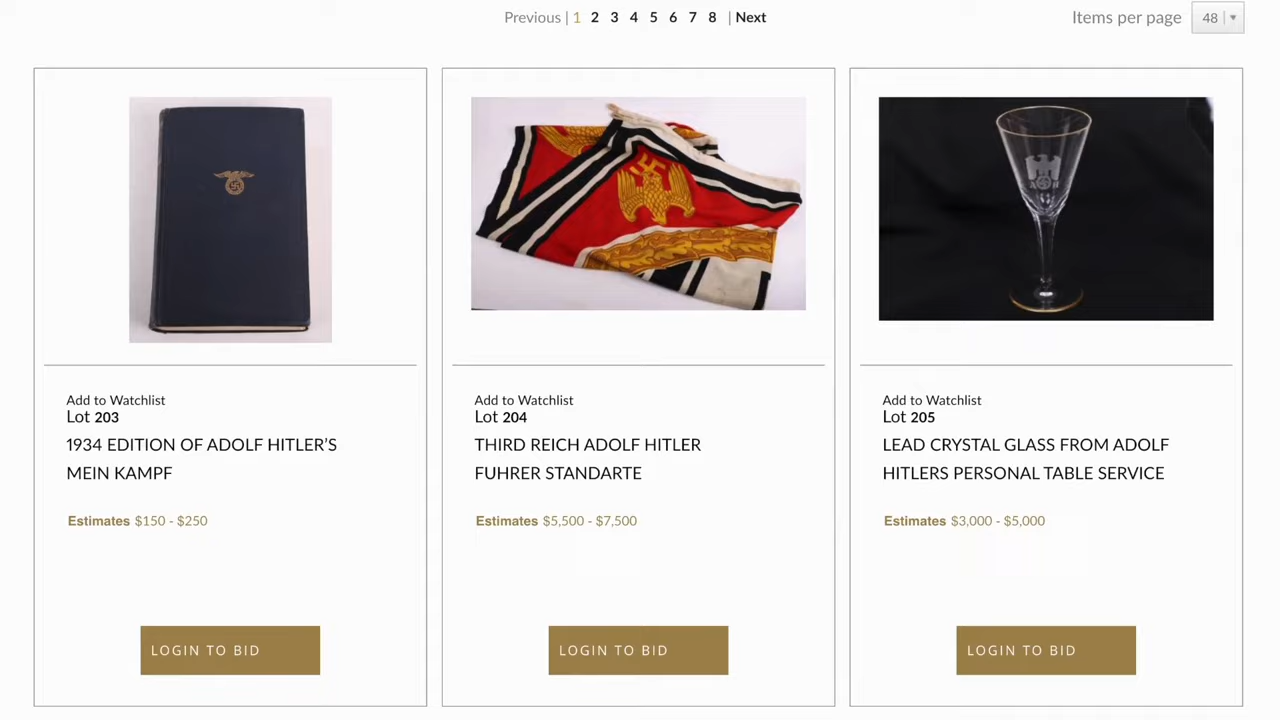 Previous | 1 2 3 4 5 6 7 8 | Next
Items per page 48
Add to Watchlist
Lot 203
1934 EDITION OF ADOLF HITLER'S
MEIN KAMPF
Estimates $150 - $250
LOGIN TO BID
Add to Watchlist
Lot 204
THIRD REICH ADOLF HITLER
FUHRER STANDARTE
Estimates $5,500 - $7,500
LOGIN TO BID
Add to Watchlist
Lot 205
LEAD CRYSTAL GLASS FROM ADOLF
HITLERS PERSONAL TABLE SERVICE
Estimates $3,000 - $5,000
LOGIN TO BID
A H